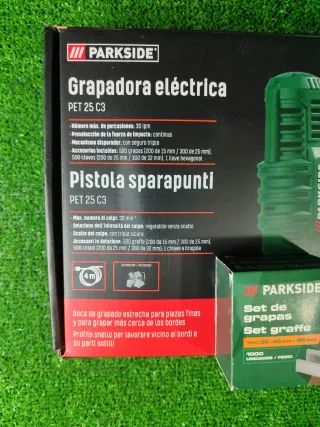 PARKSIDE®
Grapadora eléctrica
PET 25 C3
- Número máx. de percusiones: 30 ipm
- Preselección de la fuerza de impacto: continua
- Mecanismo disparador: con seguro triple
- Accesorios incluidos: 500 grapas (200 de 15 mm / 300 de 25 mm),
500 clavos (200 de 25 mm / 300 de 32 mm), 1 llave hexagonal
Pistola sparapunti
PET 25 C3
- Max. numero di colpi: 30 min⁻¹
- Selezione dell'intensità del colpo: regolabile senza scatto
- Scatto del colpo: con tripla sicura
- Accessori in dotazione: 500 graffe (200 da 15 mm / 300 da 25 mm),
500 chiodi (200 da 25 mm / 300 da 32 mm), 1 chiave a brugola
4 m
Boca de grapado estrecha para piezas finas
y para grapar más cerca de los bordes
Profilo snello per lavorare vicino ai bordi e
su parti sottili
PARKSIDE
PARKSIDE
Set de
grapas
Set graffe
1000
UNIDADES / PEZZI